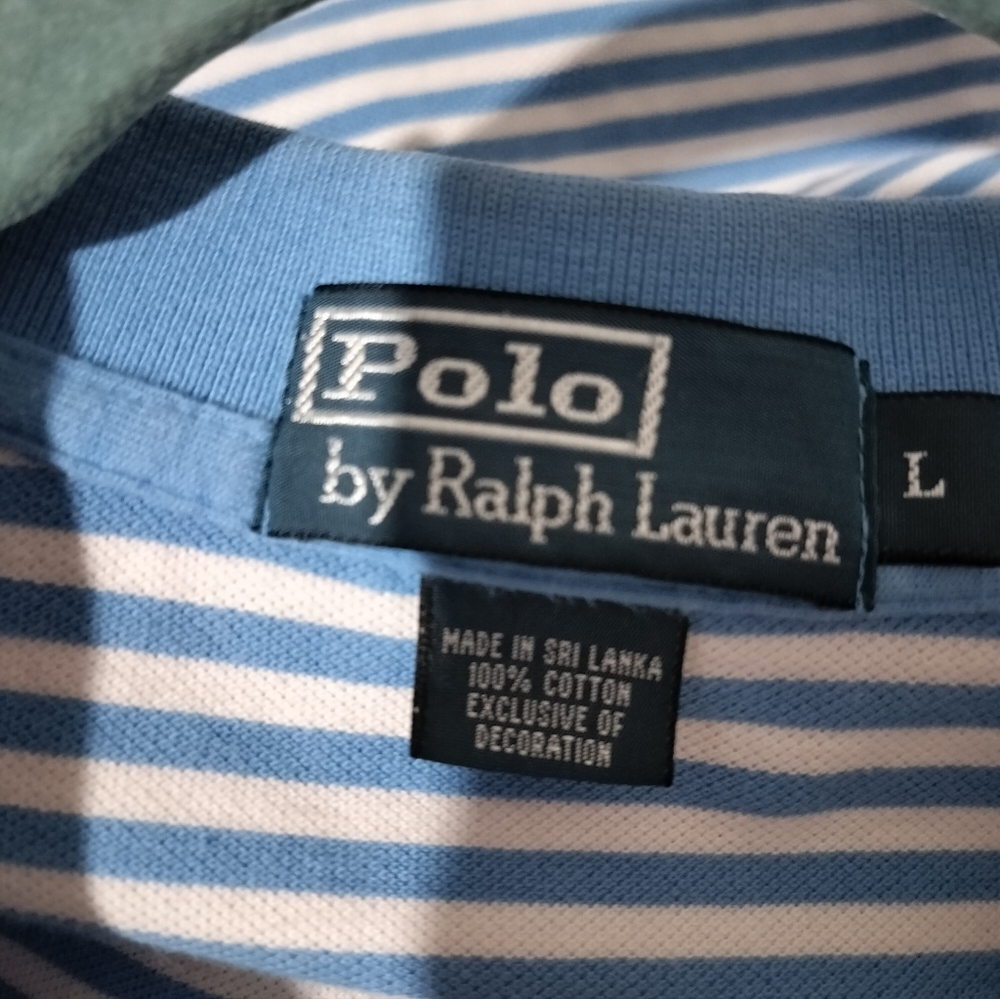 Polo
by Ralph Lauren
L
MADE IN SRI LANKA
100% COTTON
EXCLUSIVE OF
DECORATION